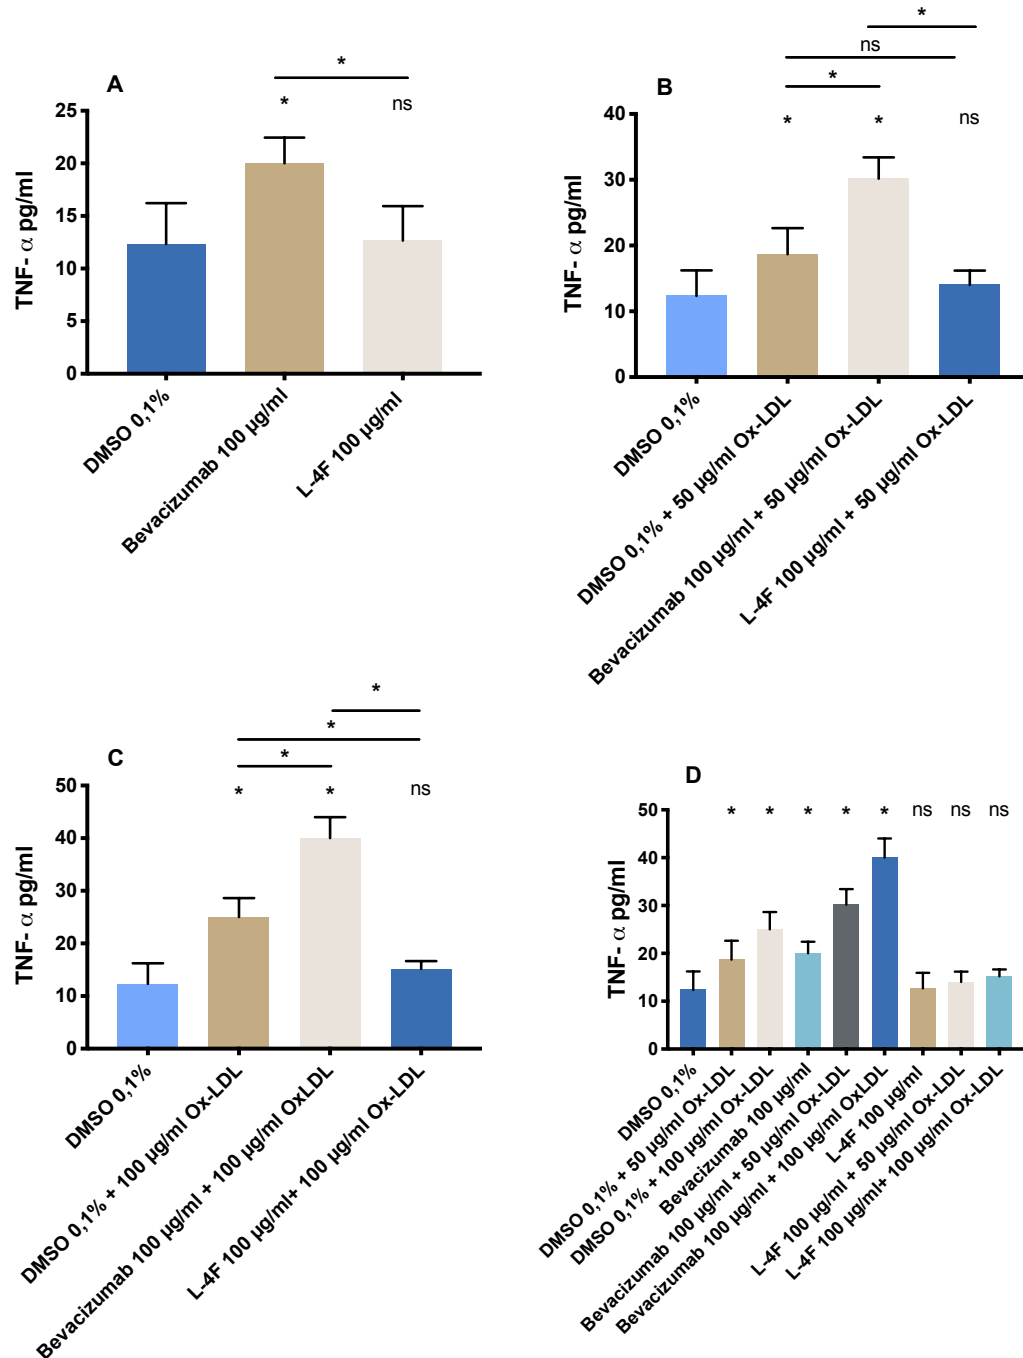 A
*
* ns
TNF- α pg/ml
25
20
15
10
5
0
DMSO 0,1%
Bevacizumab 100 µg/ml
L-4F 100 µg/ml
B
*
ns
*
* * ns
TNF- α pg/ml
40
30
20
10
0
DMSO 0,1%
DMSO 0,1% + 50 µg/ml Ox-LDL
Bevacizumab 100 µg/ml + 50 µg/ml Ox-LDL
L-4F 100 µg/ml + 50 µg/ml Ox-LDL
C
*
*
*
* * ns
TNF- α pg/ml
50
40
30
20
10
0
DMSO 0,1%
DMSO 0,1% + 100 µg/ml Ox-LDL
Bevacizumab 100 µg/ml + 100 µg/ml OxLDL
L-4F 100 µg/ml+ 100 µg/ml Ox-LDL
D
* * * * * ns ns ns
TNF- α pg/ml
50
40
30
20
10
0
DMSO 0,1%
DMSO 0,1% + 50 µg/ml Ox-LDL
DMSO 0,1% + 100 µg/ml Ox-LDL
Bevacizumab 100 µg/ml
Bevacizumab 100 µg/ml + 50 µg/ml Ox-LDL
Bevacizumab 100 µg/ml + 100 µg/ml OxLDL
L-4F 100 µg/ml
L-4F 100 µg/ml + 50 µg/ml Ox-LDL
L-4F 100 µg/ml+ 100 µg/ml Ox-LDL